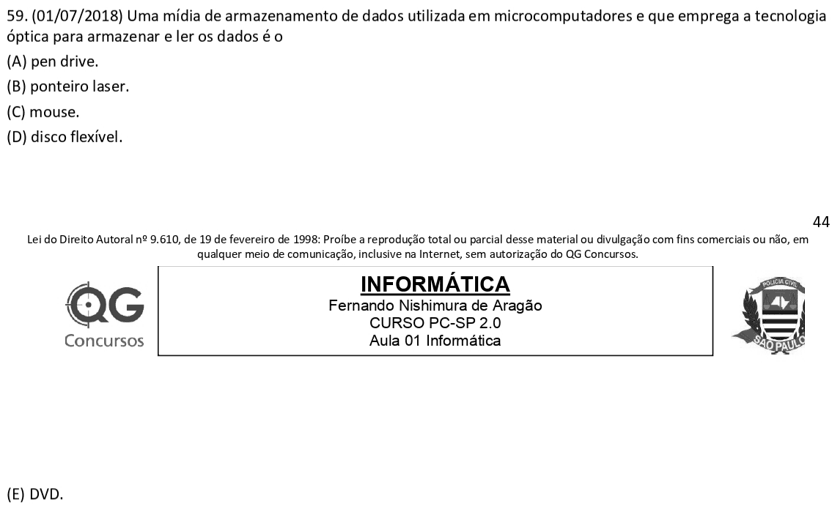 59. (01/07/2018) Uma mídia de armazenamento de dados utilizada em microcomputadores e que emprega a tecnologia
óptica para armazenar e ler os dados é o
(A) pen drive.
(B) ponteiro laser.
(C) mouse.
(D) disco flexível.
44
Lei do Direito Autoral nº 9.610, de 19 de fevereiro de 1998: Proíbe a reprodução total ou parcial desse material ou divulgação com fins comerciais ou não, em
qualquer meio de comunicação, inclusive na Internet, sem autorização do QG Concursos.
QG
Concursos
INFORMÁTICA
Fernando Nishimura de Aragão
CURSO PC-SP 2.0
Aula 01 Informática
POLICIA CIVIL
SÃO PAULO
(E) DVD.